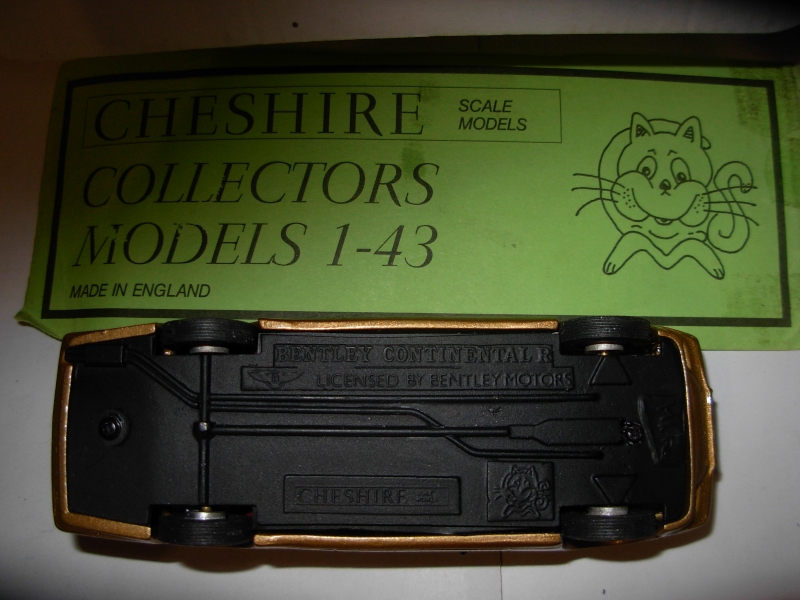 CHESHIRE
SCALE
MODELS
COLLECTORS
MODELS 1-43
MADE IN ENGLAND
BENTLEY CONTINENTAL R
B LICENSED BY BENTLEY MOTORS
CHESHIRE